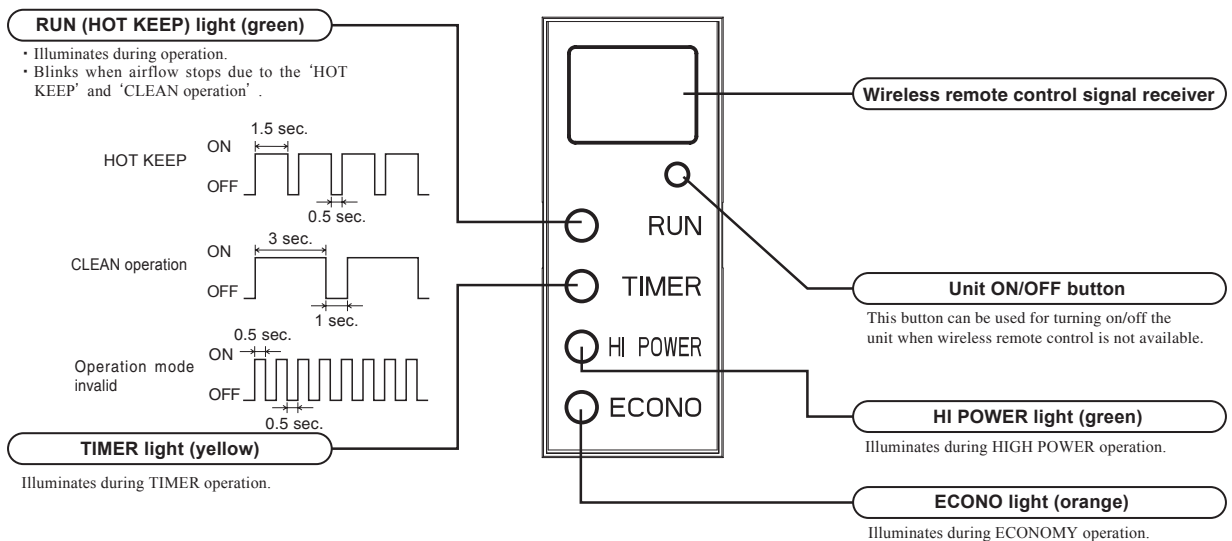 RUN (HOT KEEP) light (green)
・Illuminates during operation.
・Blinks when airflow stops due to the ‘HOT
KEEP’ and ‘CLEAN operation’.
HOT KEEP
ON
OFF
1.5 sec.
0.5 sec.
CLEAN operation
ON
OFF
3 sec.
1 sec.
Operation mode
invalid
ON
OFF
0.5 sec.
0.5 sec.
TIMER light (yellow)
Illuminates during TIMER operation.
RUN
TIMER
HI POWER
ECONO
Wireless remote control signal receiver
Unit ON/OFF button
This button can be used for turning on/off the
unit when wireless remote control is not available.
HI POWER light (green)
Illuminates during HIGH POWER operation.
ECONO light (orange)
Illuminates during ECONOMY operation.